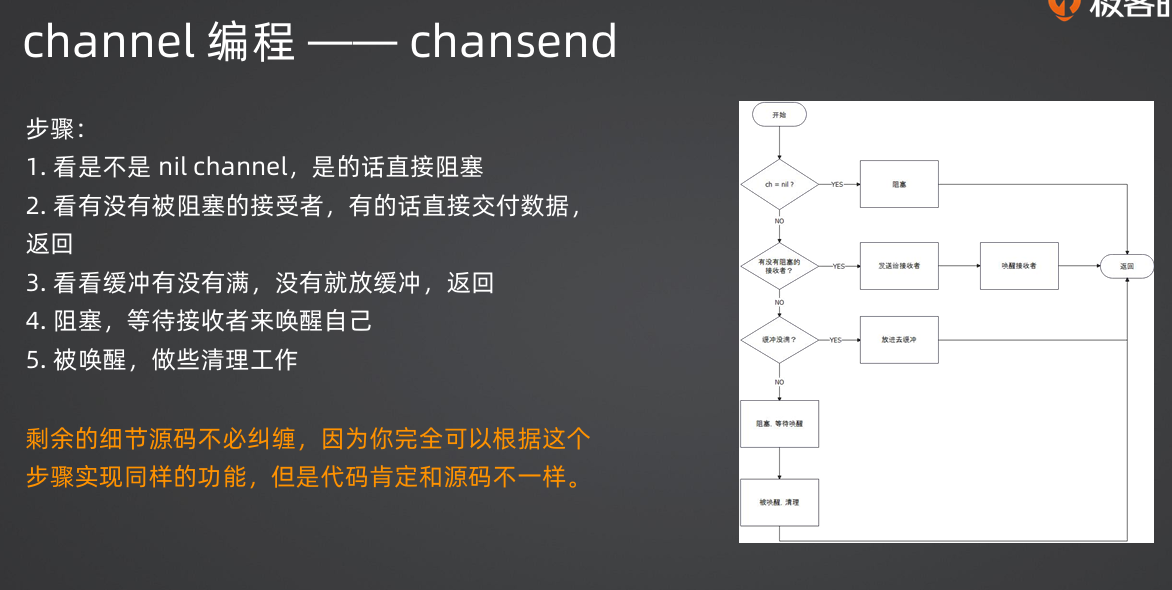 channel 编程 —— chansend
步骤：
1. 看是不是 nil channel，是的话直接阻塞
2. 看有没有被阻塞的接受者，有的话直接交付数据，
返回
3. 看看缓冲有没有满，没有就放缓冲，返回
4. 阻塞，等待接收者来唤醒自己
5. 被唤醒，做些清理工作
剩余的细节源码不必纠缠，因为你完全可以根据这个
步骤实现同样的功能，但是代码肯定和源码不一样。
开始
ch = nil ?
YES
阻塞
NO
有没有阻塞的
接收者？
YES
发送给接收者
唤醒接收者
返回
NO
缓冲没满？
YES
放进去缓冲
NO
阻塞, 等待唤醒
被唤醒, 清理